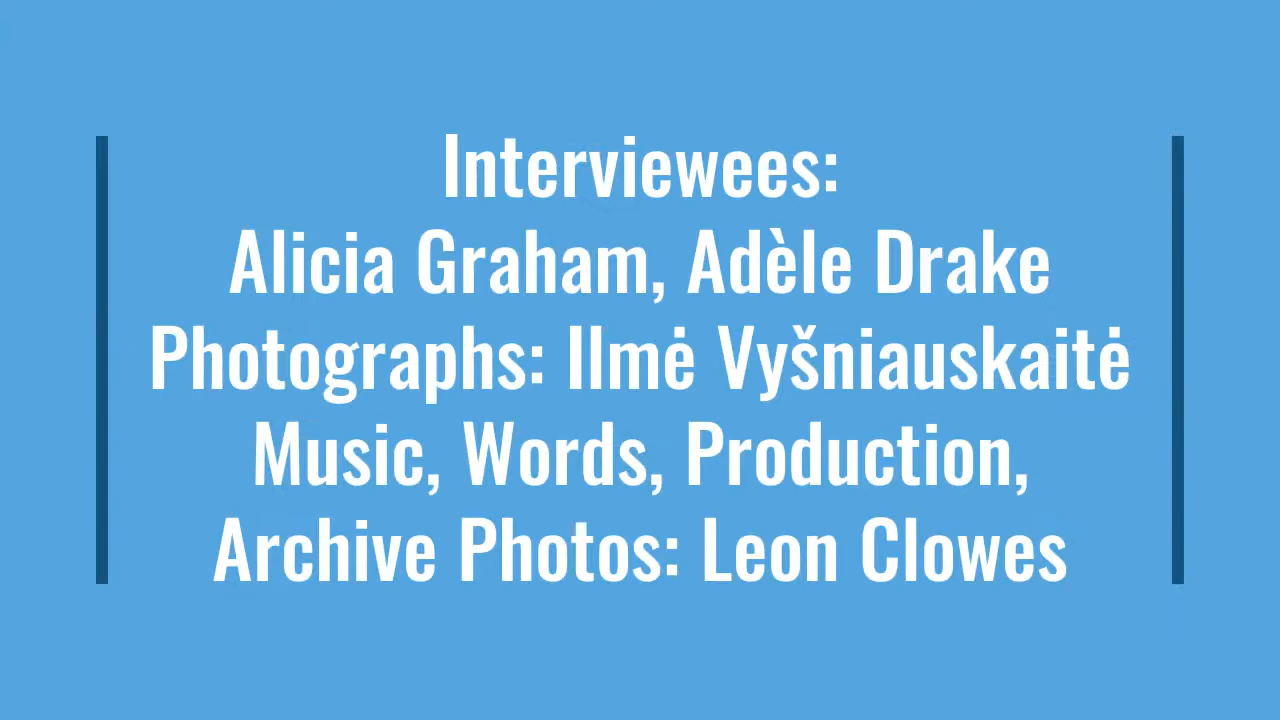 Interviewees:
Alicia Graham, Adèle Drake
Photographs: Ilmė Vyšniauskaitė
Music, Words, Production,
Archive Photos: Leon Clowes